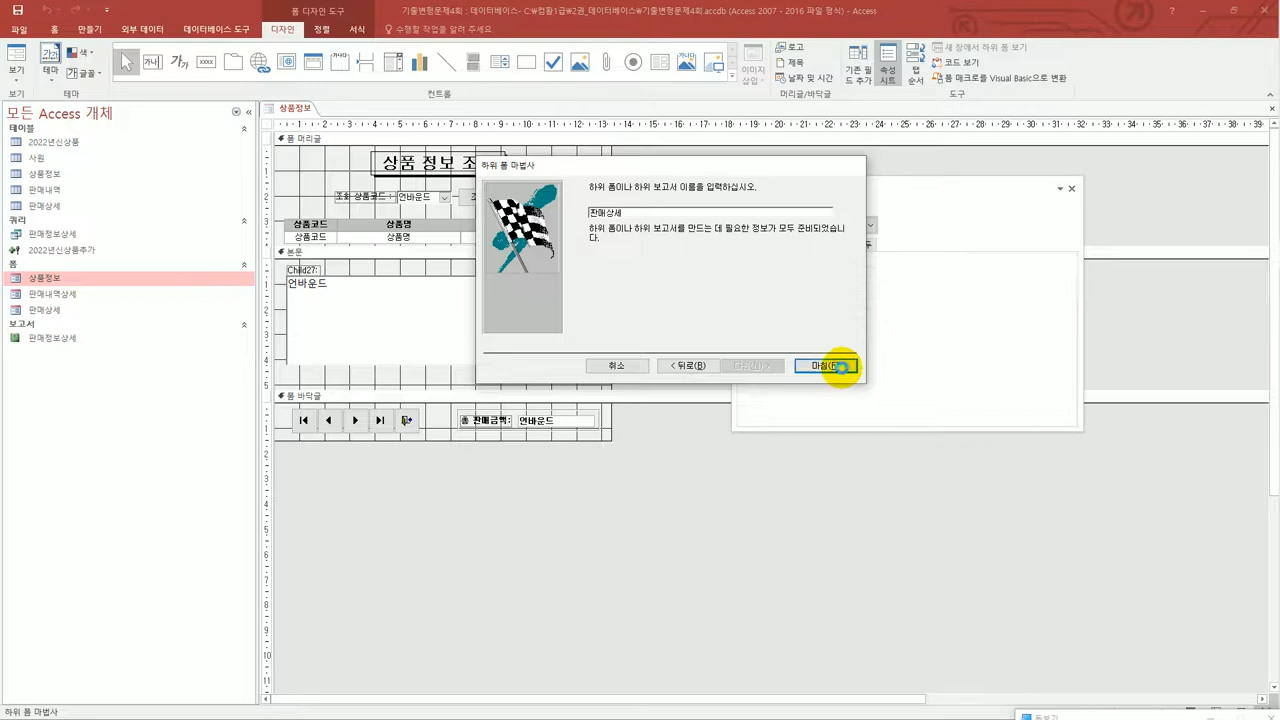 폼 디자인 도구
기출변형문제4회 : 데이터베이스- C:₩컴활1급₩2권_데이터베이스₩기출변형문제4회.accdb (Access 2007 - 2016 파일 형식) - Access
파일 홈 만들기 외부 데이터 데이터베이스 도구 디자인 정렬 서식 수행할 작업을 알려 주세요.
보기 테마 색 글꼴
이미지 삽입
로고
제목
날짜 및 시간
기존 필드 추가 속성 시트 탭 순서
새 창에서 하위 폼 보기
코드 보기
폼 매크로를 Visual Basic으로 변환
보기 테마 컨트롤 머리글/바닥글 도구
모든 Access 개체
테이블
2022년신상품
사원
상품정보
판매내역
판매상세
쿼리
판매정보상세
2022년신상품추가
폼
상품정보
판매내역상세
판매상세
보고서
판매정보상세
상품정보
폼 머리글
상품 정보 조
조회 상품코드 : 언바운드
상품코드 상품명
상품코드 상품명
본문
Child27:
언바운드
폼 바닥글
총 판매금액: 언바운드
하위 폼 마법사
하위 폼이나 하위 보고서 이름을 입력하십시오.
판매상세
하위 폼이나 하위 보고서를 만드는 데 필요한 정보가 모두 준비되었습니
다.
취소 < 뒤로(B) 마침(F)
하위 폼 마법사
돋보기